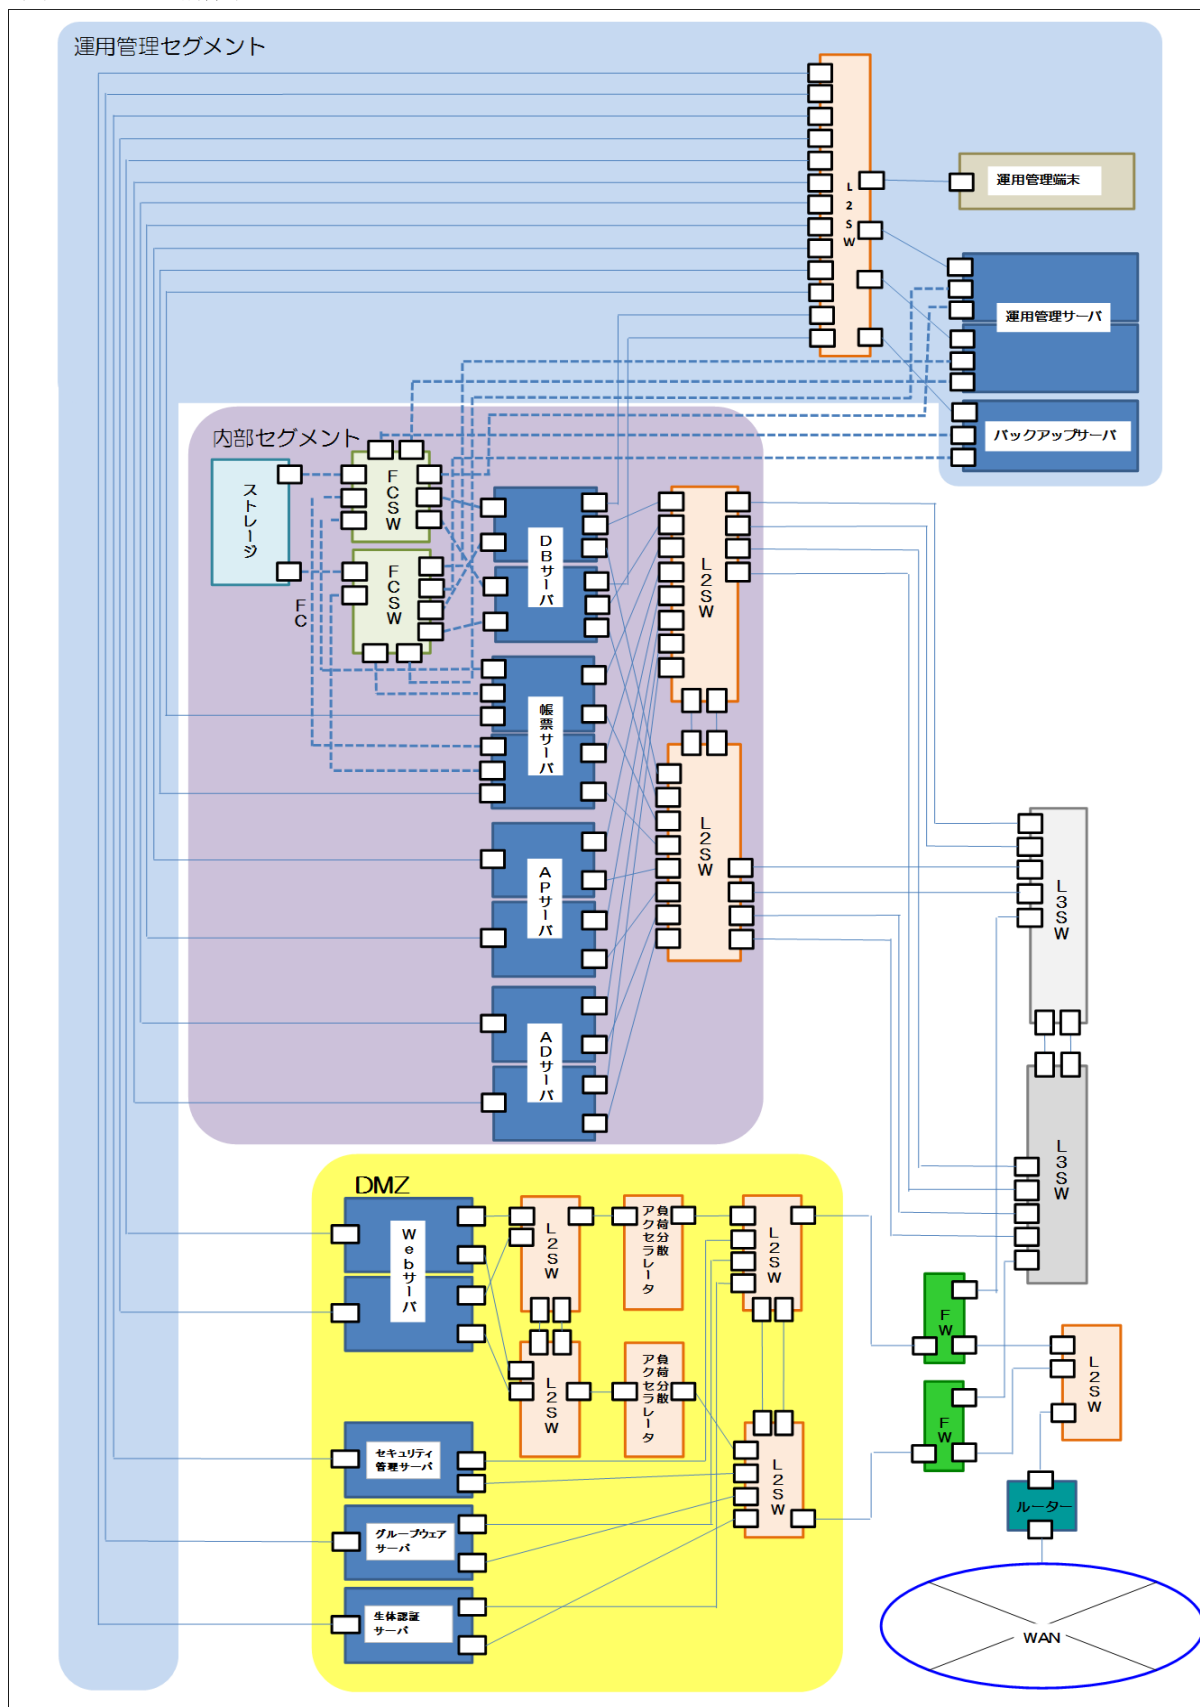 運用管理セグメント
L2SW
運用管理端末
運用管理サーバ
バックアップサーバ
内部セグメント
ストレージ
FCSW
FCSW
FC
DBサーバ
L2SW
帳票サーバ
L2SW
APサーバ
ADサーバ
L3SW
L3SW
DMZ
Webサーバ
L2SW
負荷分散
アクセラレータ
L2SW
L2SW
負荷分散
アクセラレータ
L2SW
FW
FW
L2SW
セキュリティ
管理サーバ
グループウェア
サーバ
生体認証
サーバ
ルーター
WAN